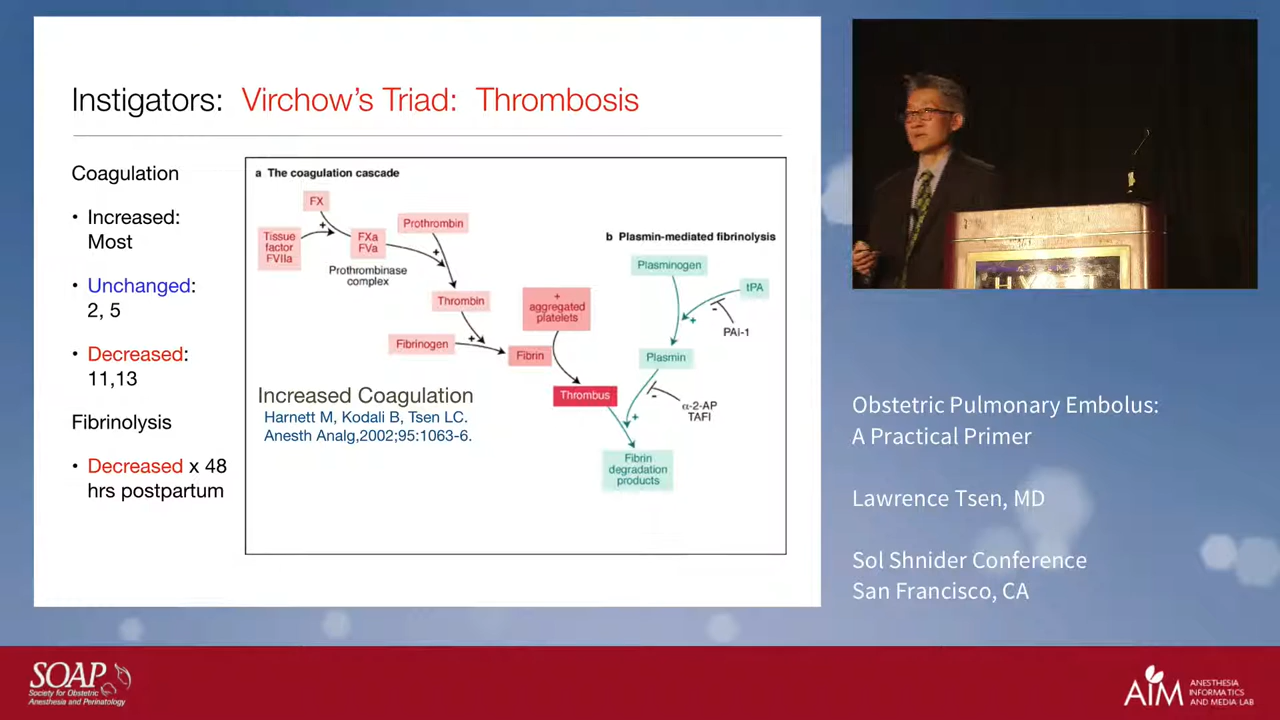 Instigators: Virchow's Triad: Thrombosis
Coagulation
• Increased:
Most
• Unchanged:
2, 5
• Decreased:
11,13
Fibrinolysis
• Decreased x 48
hrs postpartum
a The coagulation cascade
FX
Tissue
factor
FVIIa
+
FXa
FVa
Prothrombinase
complex
Prothrombin
+
Thrombin
Fibrinogen
+
Fibrin
+
aggregated
platelets
Thrombus
b Plasmin-mediated fibrinolysis
Plasminogen
tPA
-
+
PAi-1
Plasmin
-
α-2-AP
TAFI
+
Fibrin
degradation
products
Increased Coagulation
Harnett M, Kodali B, Tsen LC.
Anesth Analg,2002;95:1063-6.
HYATT
Obstetric Pulmonary Embolus:
A Practical Primer
Lawrence Tsen, MD
Sol Shnider Conference
San Francisco, CA
SOAP
Society for Obstetric
Anesthesia and Perinatology
AIM
ANESTHESIA
INFORMATICS
AND MEDIA LAB